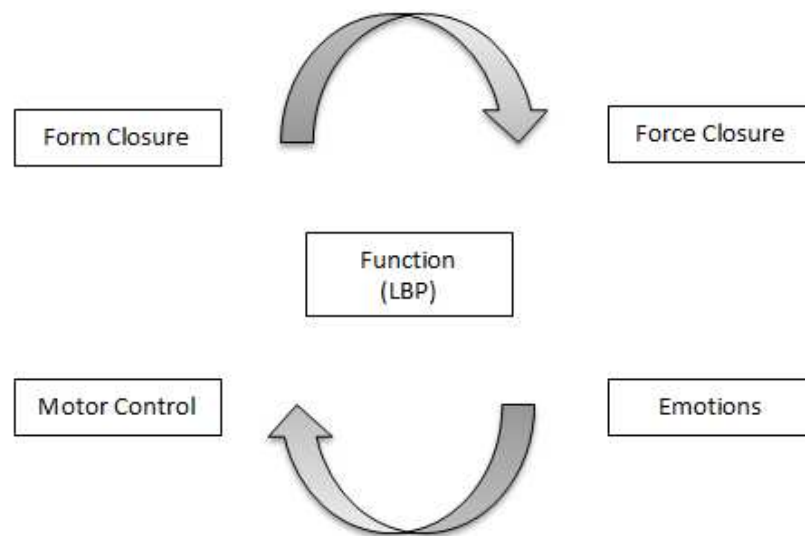 Form Closure
Force Closure
Function
(LBP)
Motor Control
Emotions